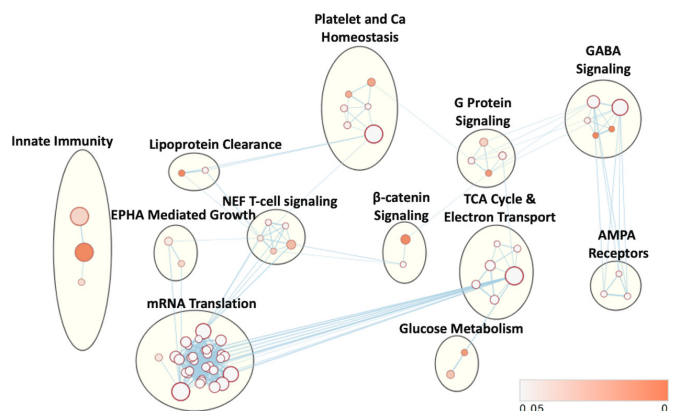 Platelet and Ca
Homeostasis
GABA
Signaling
G Protein
Signaling
Innate Immunity
Lipoprotein Clearance
NEF T-cell signaling
β-catenin
Signaling
TCA Cycle &
Electron Transport
EPHA Mediated Growth
AMPA
Receptors
mRNA Translation
Glucose Metabolism
0.05 0